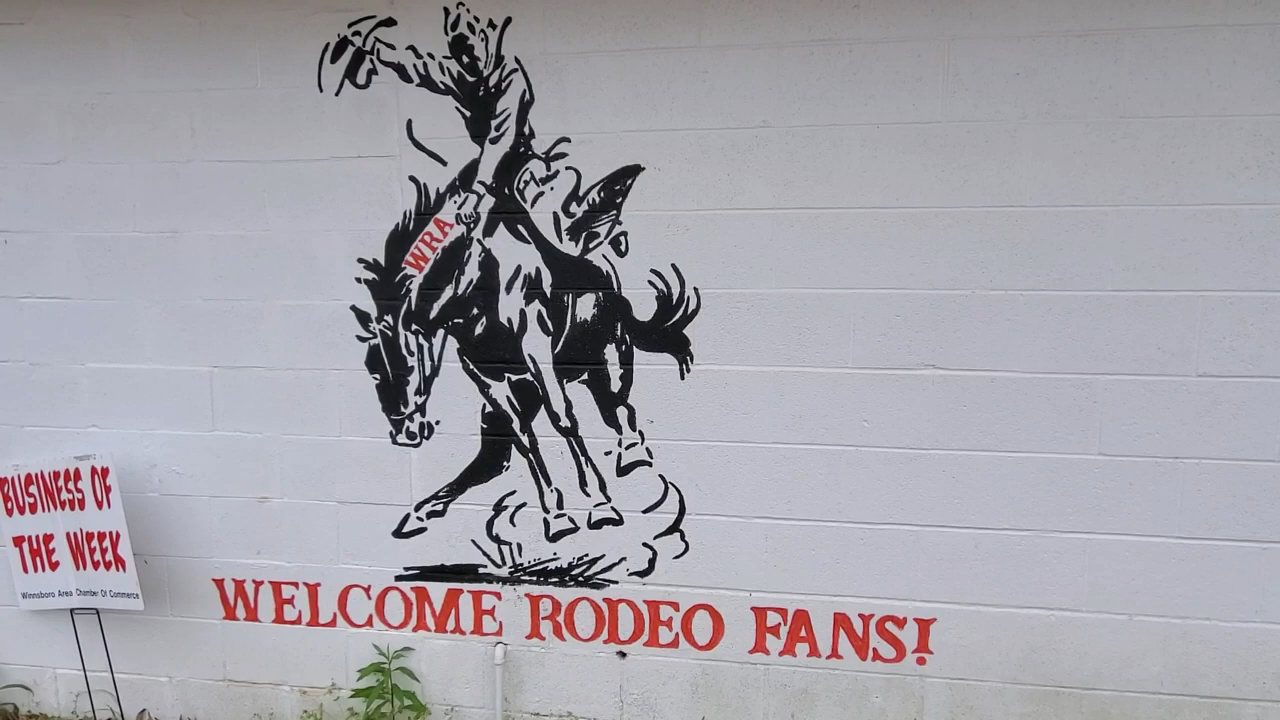 WRA
BUSINESS OF
THE WEEK
Winnsboro Area Chamber Of Commerce
WELCOME RODEO FANS!